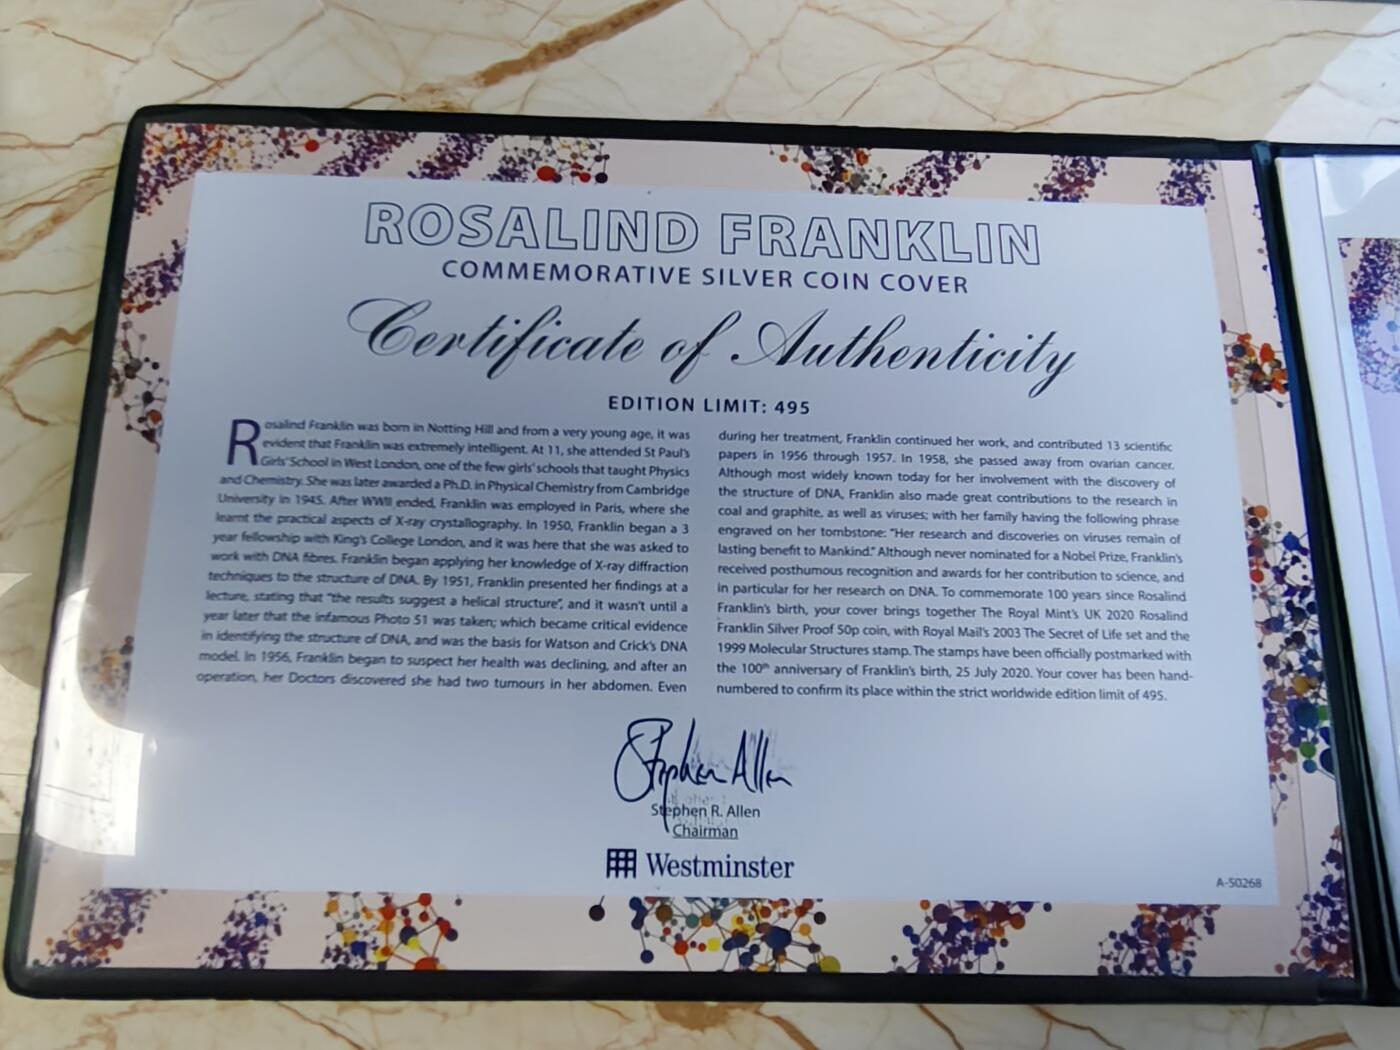 ROSALIND FRANKLIN
COMMEMORATIVE SILVER COIN COVER
Certificate of Authenticity
EDITION LIMIT: 495
Rosalind Franklin was born in Notting Hill and from a very young age, it was
evident that Franklin was extremely intelligent. At 11, she attended St Paul's
Girls' School in West London, one of the few girls' schools that taught Physics
and Chemistry. She was later awarded a Ph.D. in Physical Chemistry from Cambridge
University in 1945. After WWII ended, Franklin was employed in Paris, where she
learnt the practical aspects of X-ray crystallography. In 1950, Franklin began a 3
year fellowship with King's College London, and it was here that she was asked to
work with DNA fibres. Franklin began applying her knowledge of X-ray diffraction
techniques to the structure of DNA. By 1951, Franklin presented her findings at a
lecture, stating that "the results suggest a helical structure", and it wasn't until a
year later that the infamous Photo 51 was taken; which became critical evidence
in identifying the structure of DNA, and was the basis for Watson and Crick's DNA
model. In 1956, Franklin began to suspect her health was declining, and after an
operation, her Doctors discovered she had two tumours in her abdomen. Even
during her treatment, Franklin continued her work, and contributed 13 scientific
papers in 1956 through 1957. In 1958, she passed away from ovarian cancer.
Although most widely known today for her involvement with the discovery of
the structure of DNA, Franklin also made great contributions to the research in
coal and graphite, as well as viruses; with her family having the following phrase
engraved on her tombstone: "Her research and discoveries on viruses remain of
lasting benefit to Mankind." Although never nominated for a Nobel Prize, Franklin's
received posthumous recognition and awards for her contribution to science, and
in particular for her research on DNA. To commemorate 100 years since Rosalind
Franklin's birth, your cover brings together The Royal Mint's UK 2020 Rosalind
Franklin Silver Proof 50p coin, with Royal Mail's 2003 The Secret of Life set and the
1999 Molecular Structures stamp. The stamps have been officially postmarked with
the 100th anniversary of Franklin's birth, 25 July 2020. Your cover has been hand-
numbered to confirm its place within the strict worldwide edition limit of 495.
Stephen Allen
Stephen R. Allen
Chairman
Westminster
A-50268